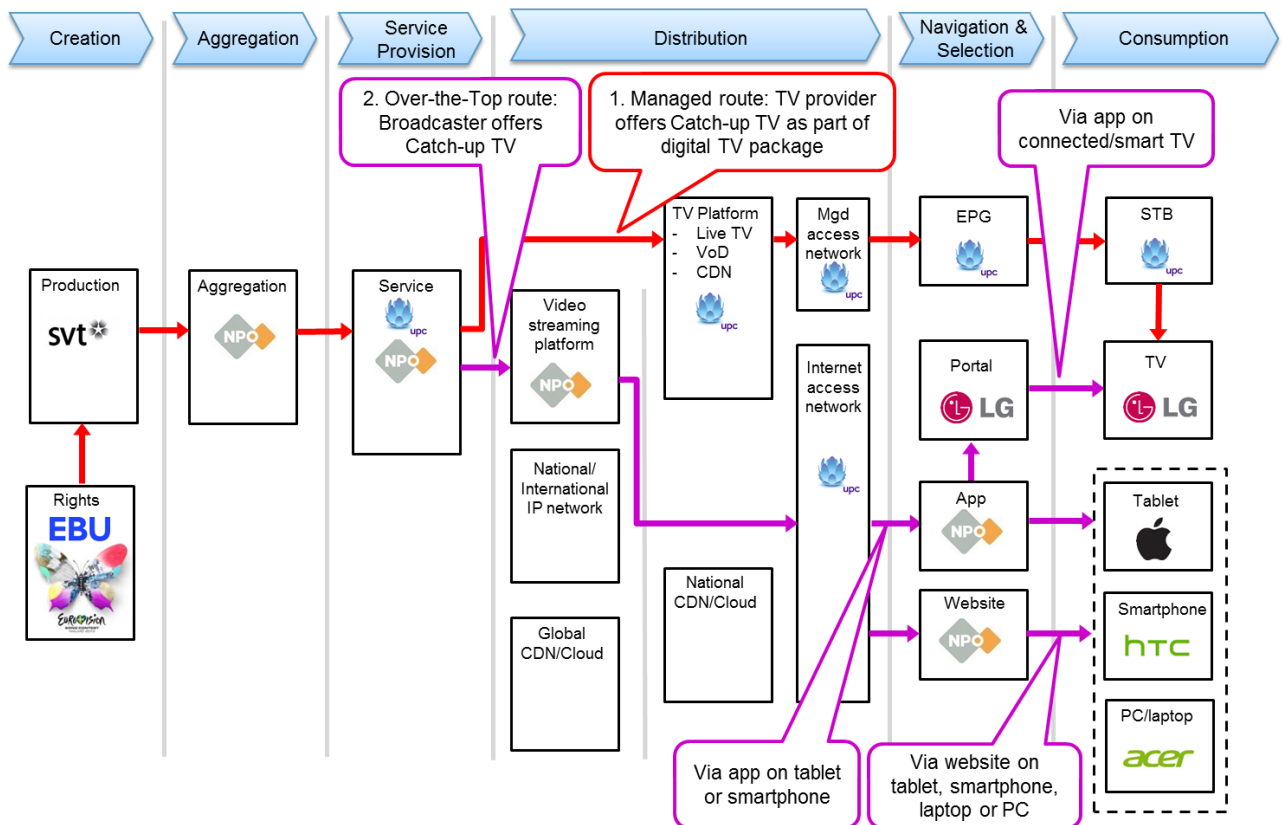 Creation
Aggregation
Service
Provision
Distribution
Navigation &
Selection
Consumption
2. Over-the-Top route:
Broadcaster offers
Catch-up TV
1. Managed route: TV provider
offers Catch-up TV as part of
digital TV package
Via app on
connected/smart TV
TV Platform
- Live TV
- VoD
- CDN
upc
Mgd
access
network
upc
EPG
upc
STB
upc
Production
svt
Aggregation
NPO
Service
upc
NPO
Video
streaming
platform
NPO
Internet
access
network
upc
Portal
LG
TV
LG
Rights
EBU
EUROVISION
SONG CONTEST
National/
International
IP network
App
NPO
Tablet
National
CDN/Cloud
Website
NPO
Smartphone
hTC
Global
CDN/Cloud
PC/laptop
acer
Via app on tablet
or smartphone
Via website on
tablet, smartphone,
laptop or PC